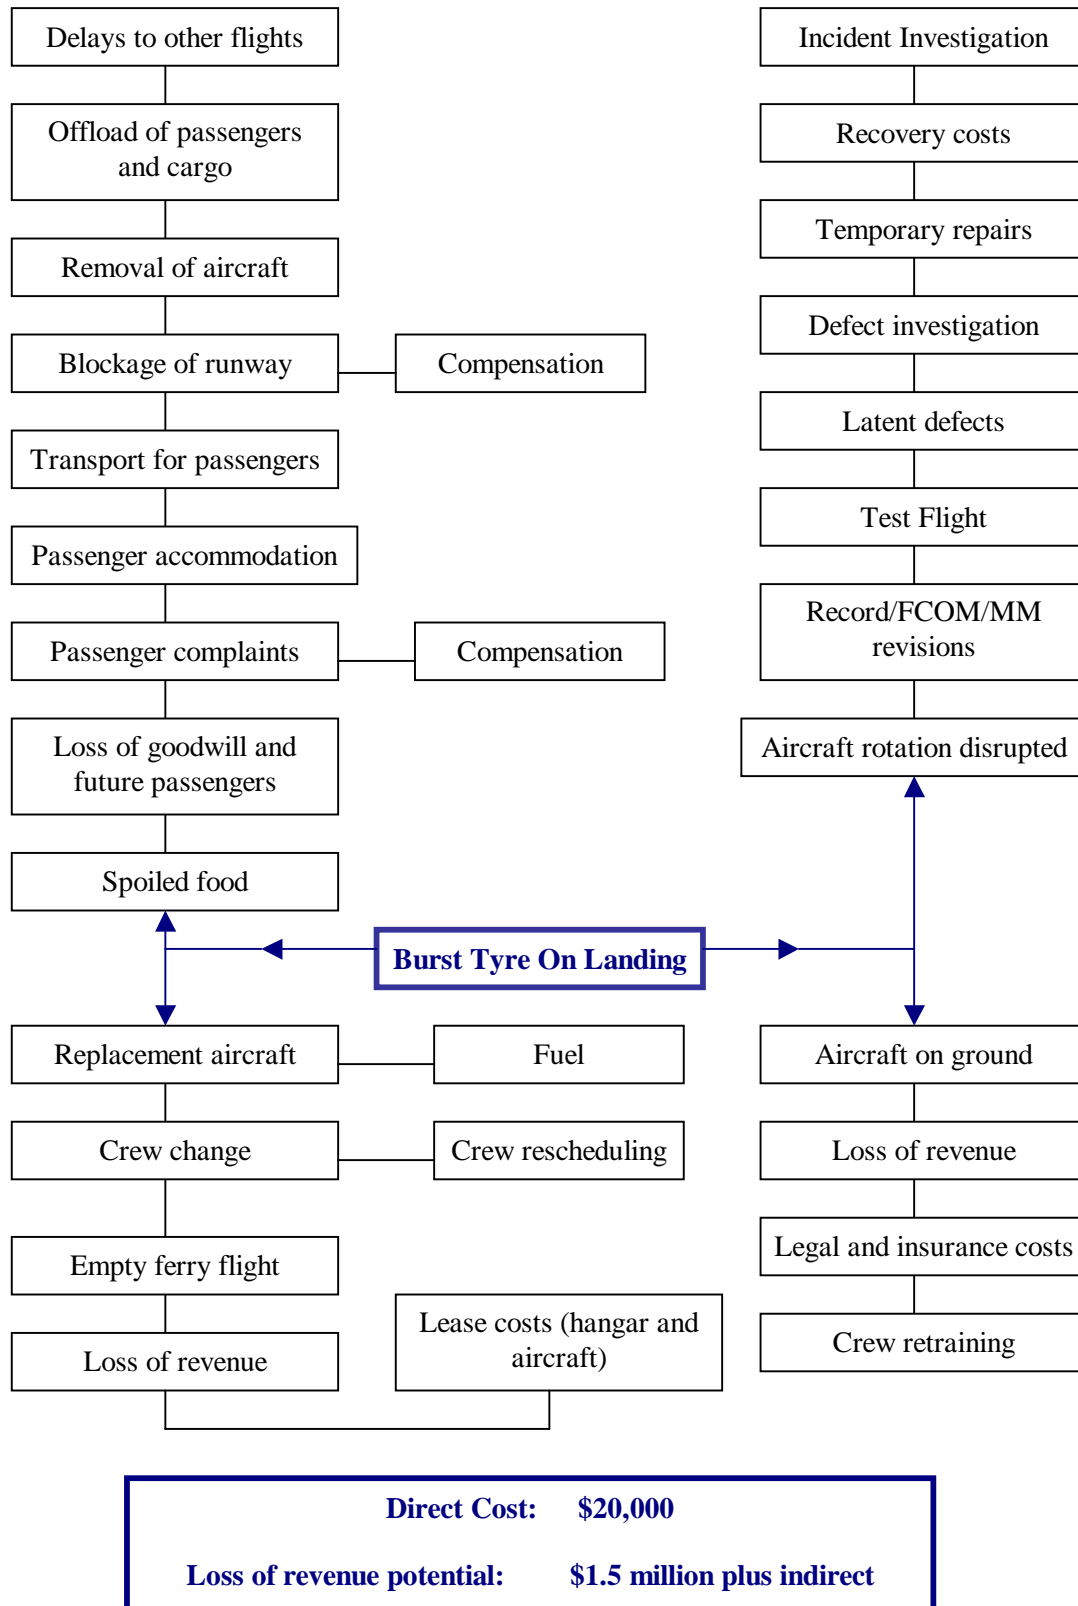 Delays to other flights
Offload of passengers
and cargo
Removal of aircraft
Blockage of runway
Compensation
Transport for passengers
Passenger accommodation
Passenger complaints
Compensation
Loss of goodwill and
future passengers
Spoiled food
Incident Investigation
Recovery costs
Temporary repairs
Defect investigation
Latent defects
Test Flight
Record/FCOM/MM
revisions
Aircraft rotation disrupted
Burst Tyre On Landing
Replacement aircraft
Fuel
Crew change
Crew rescheduling
Empty ferry flight
Loss of revenue
Lease costs (hangar and
aircraft)
Aircraft on ground
Loss of revenue
Legal and insurance costs
Crew retraining
Direct Cost: $20,000
Loss of revenue potential: $1.5 million plus indirect